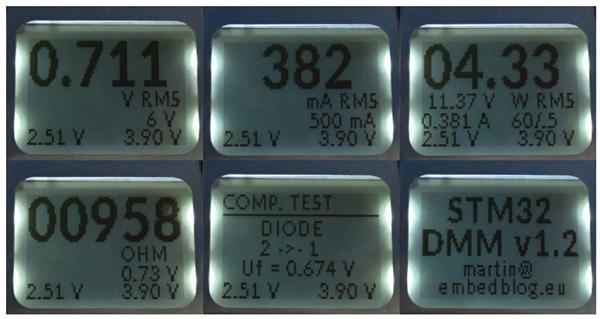 0.711
V RMS
6 V
2.51 V 3.90 V
382
mA RMS
500 mA
2.51 V 3.90 V
04.33
11.37 V W RMS
0.381 A 60/.5
2.51 V 3.90 V
00958
OHM
0.73 V
2.51 V 3.90 V
COMP. TEST
DIODE
2 ->- 1
Uf = 0.674 V
2.51 V 3.90 V
STM32
DMM v1.2
martin@
embedblog.eu